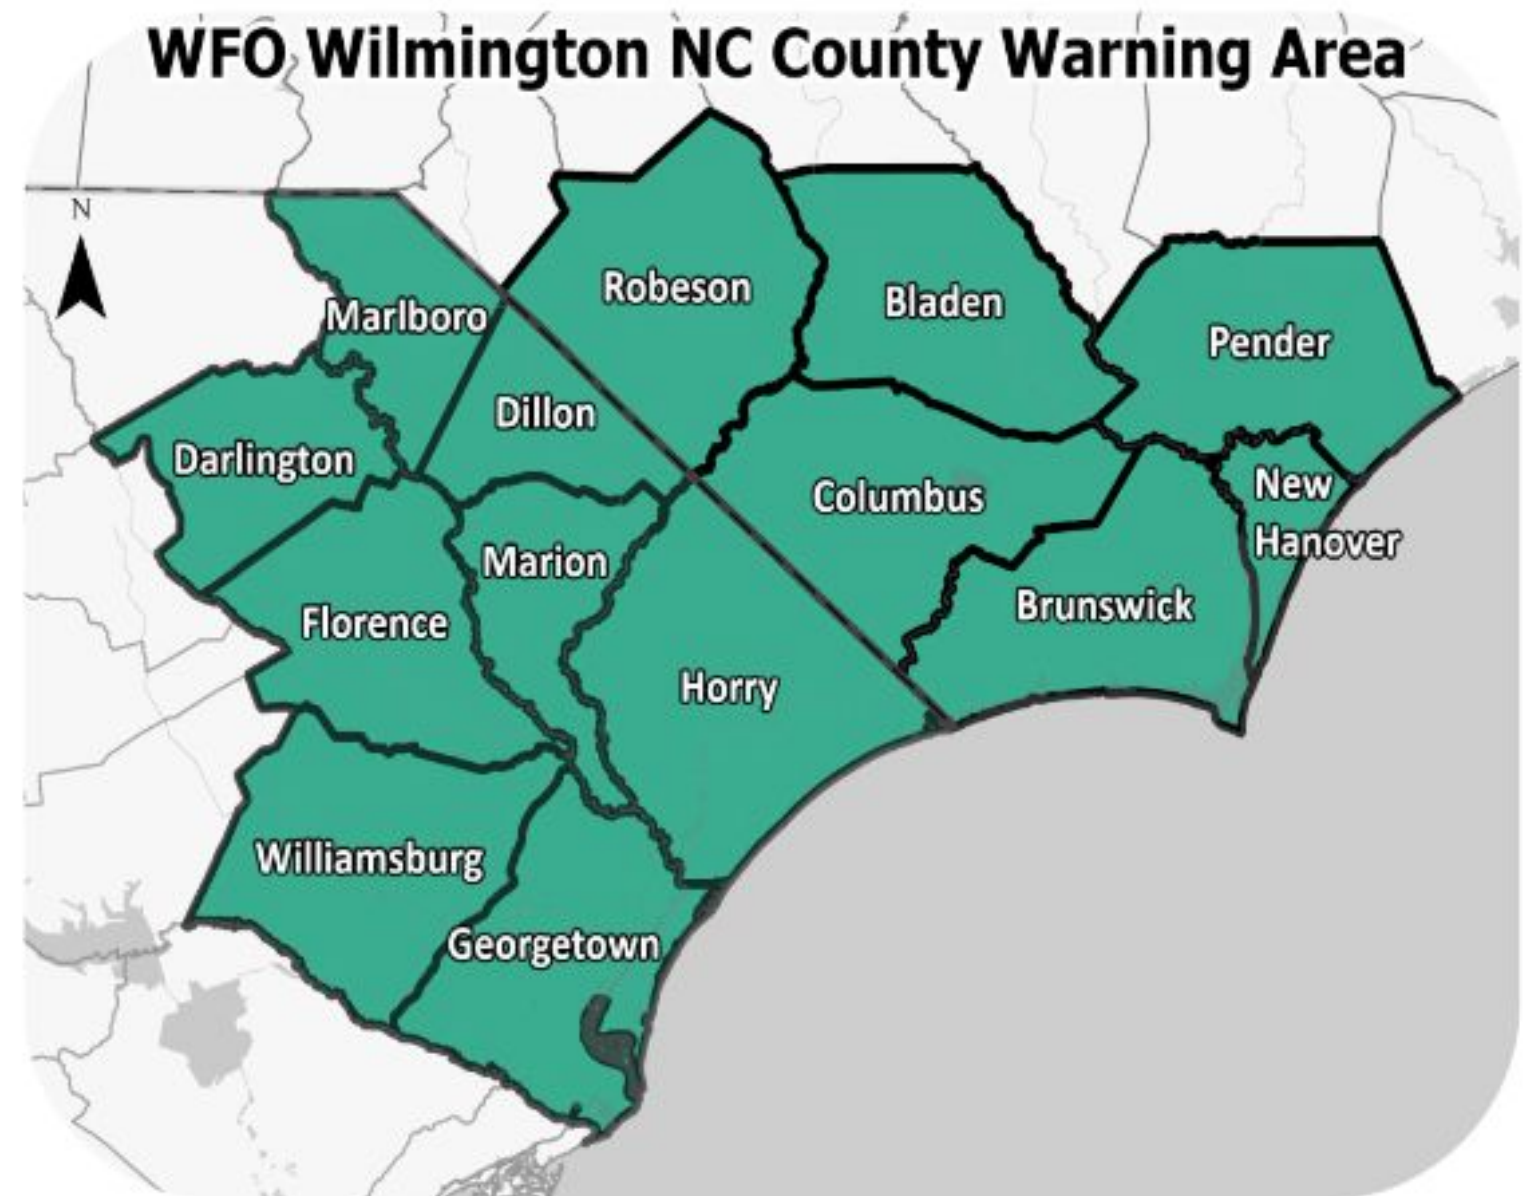 WFO Wilmington NC County Warning Area
N
Robeson
Bladen
Marlboro
Pender
Dillon
Darlington
New
Hanover
Columbus
Marion
Brunswick
Florence
Horry
Williamsburg
Georgetown